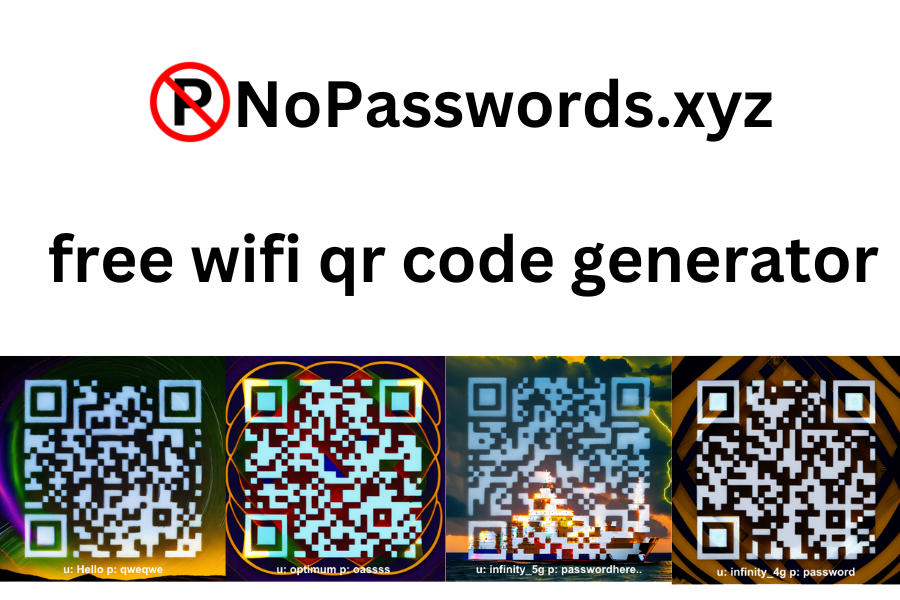 P NoPasswords.xyz
free wifi qr code generator
u: Hello p: qweqwe
u: optimum p: oassss
u: infinity_5g p: passwordhere..
u: infinity_4g p: password